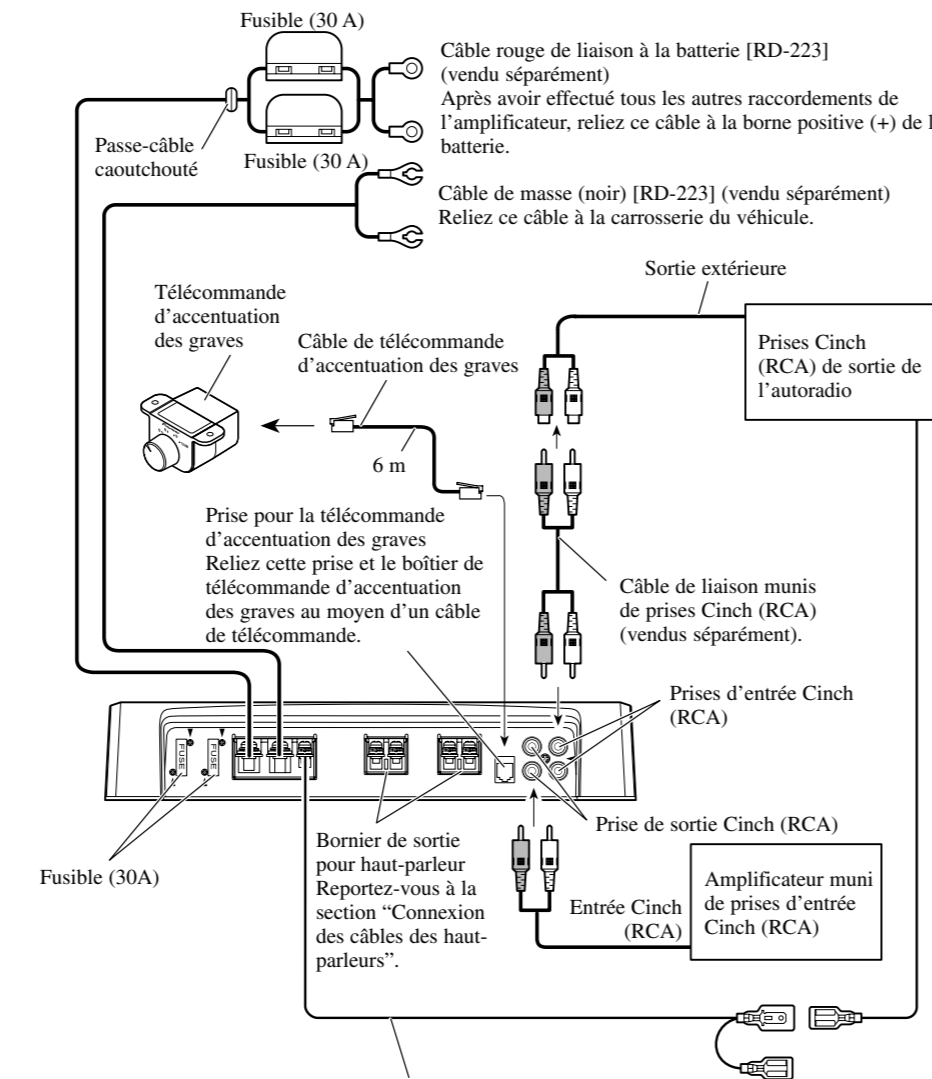 Fusible (30 A)
Câble rouge de liaison à la batterie [RD-223]
(vendu séparément)
Après avoir effectué tous les autres raccordements de
l’amplificateur, reliez ce câble à la borne positive (+) de l
batterie.
Passe-câble
caoutchouté
Fusible (30 A)
Câble de masse (noir) [RD-223] (vendu séparément)
Reliez ce câble à la carrosserie du véhicule.
Sortie extérieure
Télécommande
d’accentuation
des graves
Câble de télécommande
d’accentuation des graves
Prises Cinch
(RCA) de sortie de
l’autoradio
6 m
Prise pour la télécommande
d’accentuation des graves
Reliez cette prise et le boîtier de
télécommande d’accentuation
des graves au moyen d’un câble
de télécommande.
Câble de liaison munis
de prises Cinch (RCA)
(vendus séparément).
Prises d’entrée Cinch
(RCA)
FUSE
FUSE
Prise de sortie Cinch (RCA)
Fusible (30A)
Bornier de sortie
pour haut-parleur
Reportez-vous à la
section “Connexion
des câbles des haut-
parleurs”.
Entrée Cinch
(RCA)
Amplificateur muni
de prises d’entrée
Cinch (RCA)